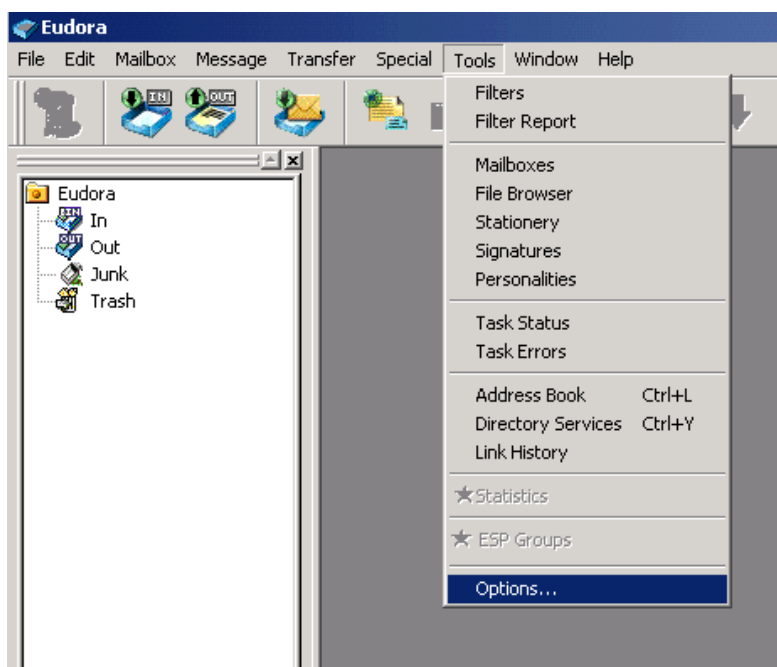 Eudora
File Edit Mailbox Message Transfer Special Tools Window Help
IN OUT
Filters
Filter Report
Mailboxes
File Browser
Stationery
Signatures
Personalities
Task Status
Task Errors
Address Book Ctrl+L
Directory Services Ctrl+Y
Link History
Statistics
ESP Groups
Options...
Eudora
In
Out
Junk
Trash